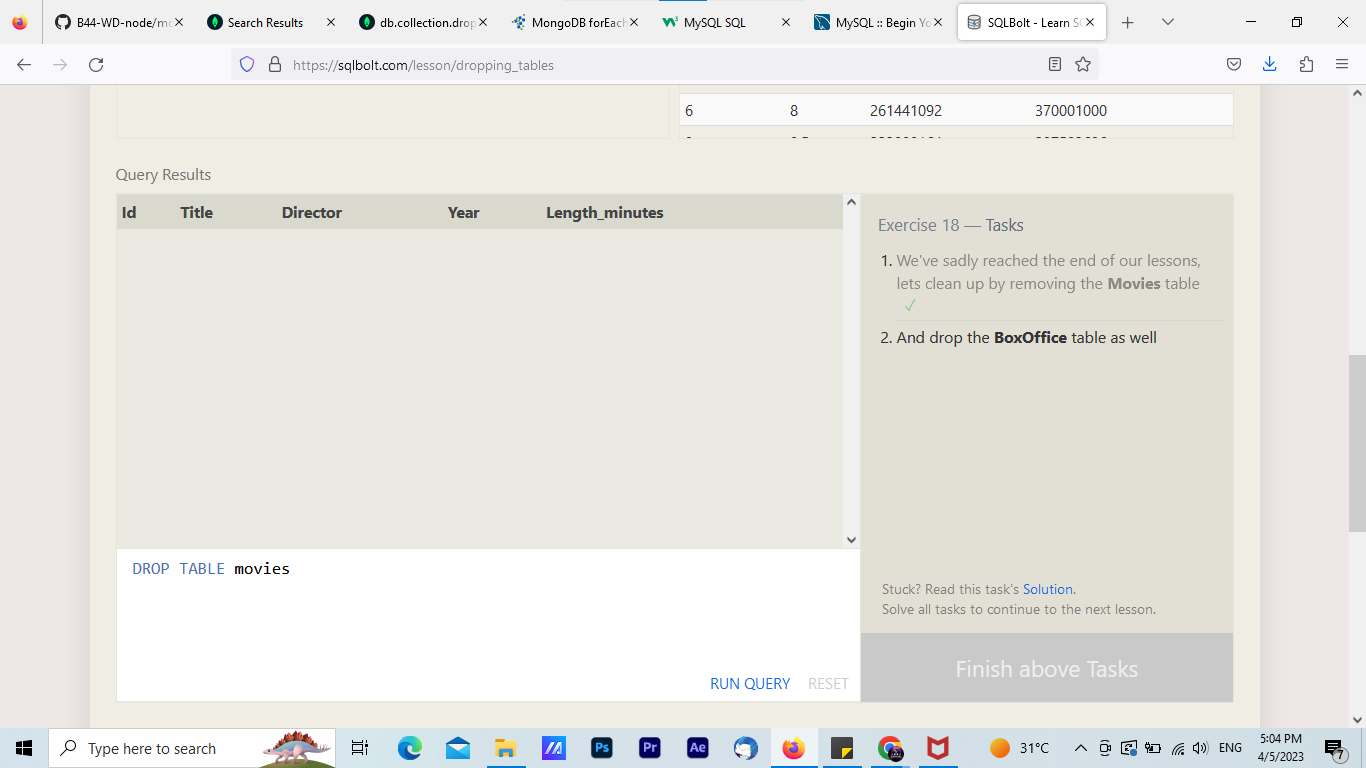 B44-WD-node/mo
Search Results
db.collection.drop
MongoDB forEach
MySQL SQL
MySQL :: Begin Yo
SQLBolt - Learn SQ
https://sqlbolt.com/lesson/dropping_tables
6 8 261441092 370001000
Query Results
Id Title Director Year Length_minutes
Exercise 18 — Tasks
1. We've sadly reached the end of our lessons,
lets clean up by removing the Movies table
✓
2. And drop the BoxOffice table as well
DROP TABLE movies
Stuck? Read this task's Solution.
Solve all tasks to continue to the next lesson.
RUN QUERY RESET
Finish above Tasks
Type here to search
Ps
Pr
Ae
31°C
ENG
5:04 PM
4/5/2023
7